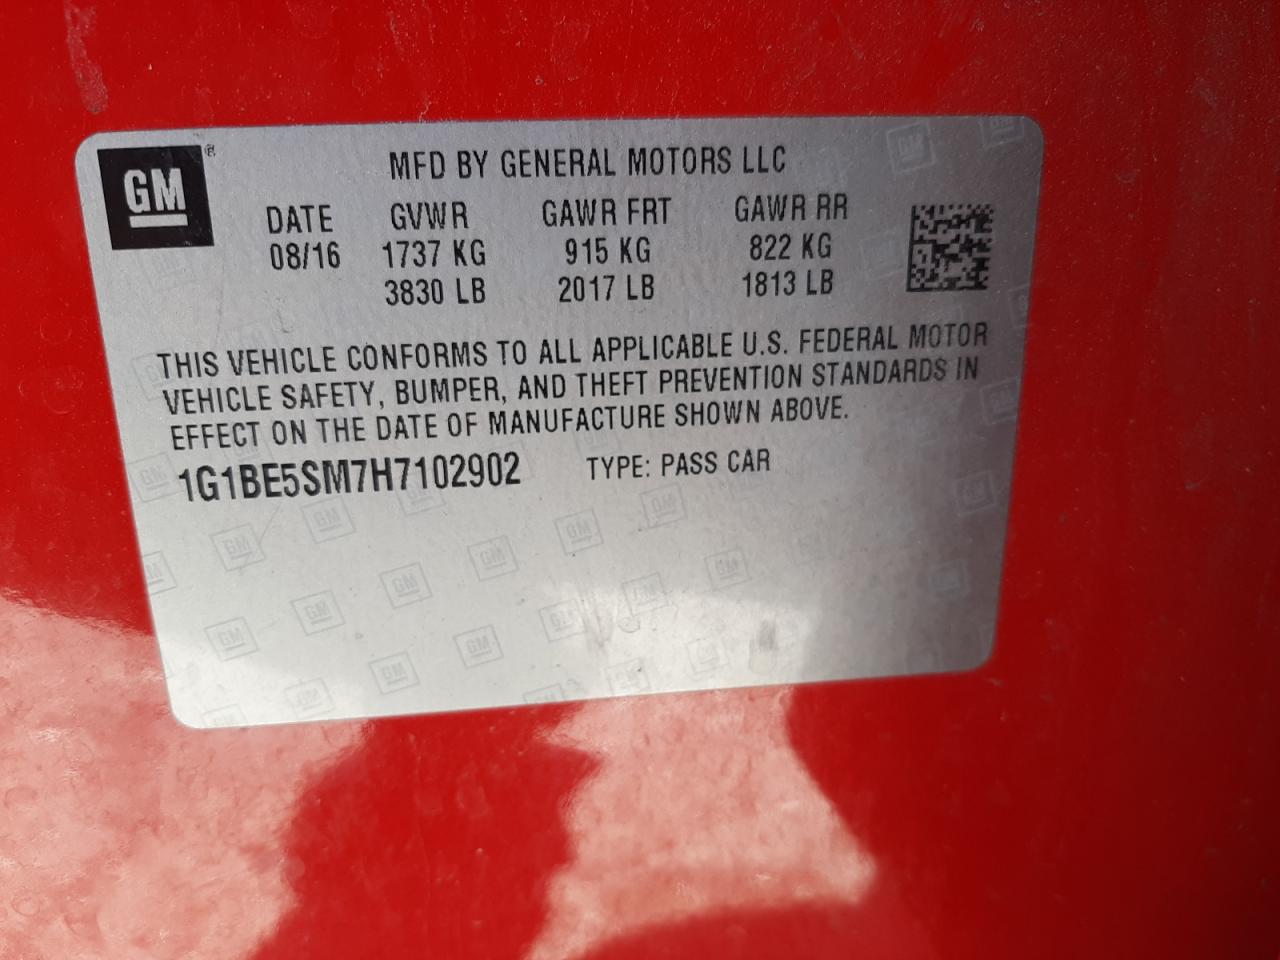 GM®
MFD BY GENERAL MOTORS LLC
DATE GVWR GAWR FRT GAWR RR
08/16 1737 KG 915 KG 822 KG
3830 LB 2017 LB 1813 LB
THIS VEHICLE CONFORMS TO ALL APPLICABLE U.S. FEDERAL MOTOR
VEHICLE SAFETY, BUMPER, AND THEFT PREVENTION STANDARDS IN
EFFECT ON THE DATE OF MANUFACTURE SHOWN ABOVE.
1G1BE5SM7H7102902 TYPE: PASS CAR